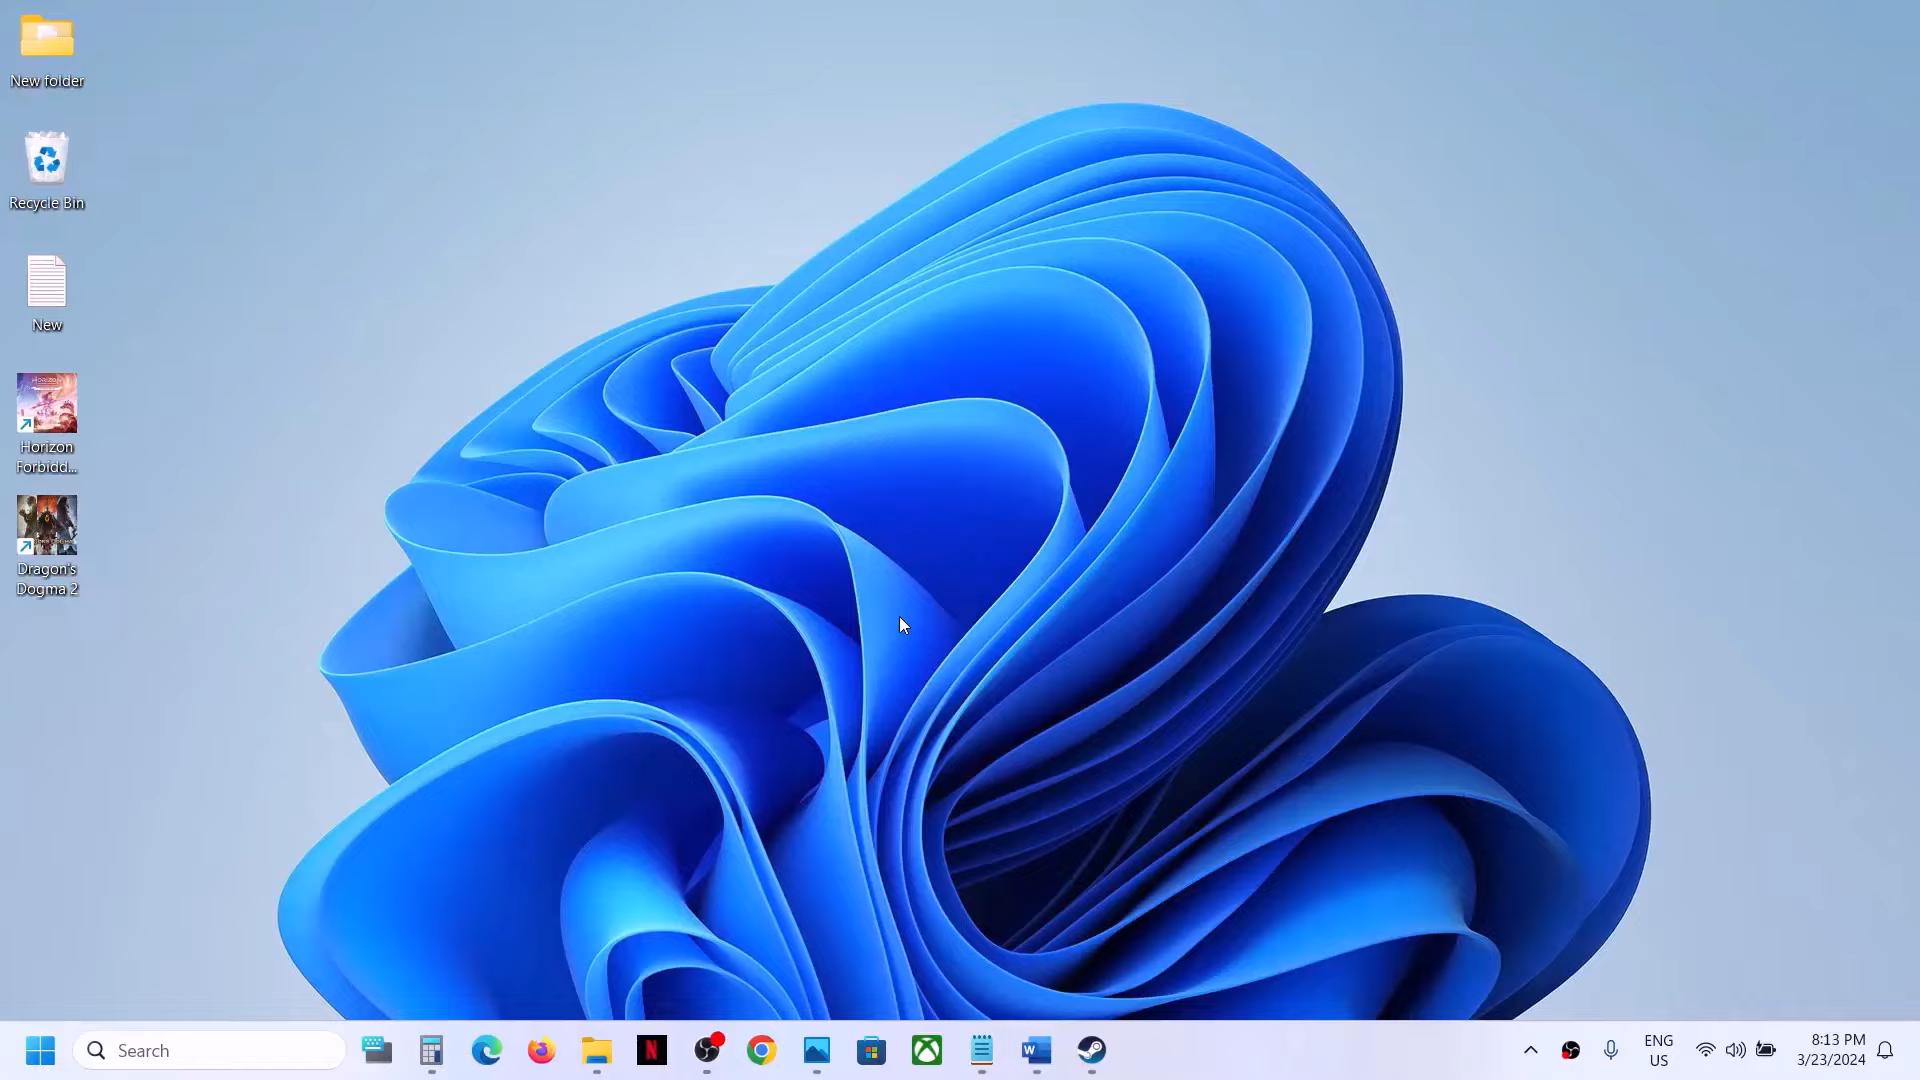 New folder
Recycle Bin
New
Horizon
Forbidd...
Dragon's
Dogma 2
Search
ENG
US
8:13 PM
3/23/2024